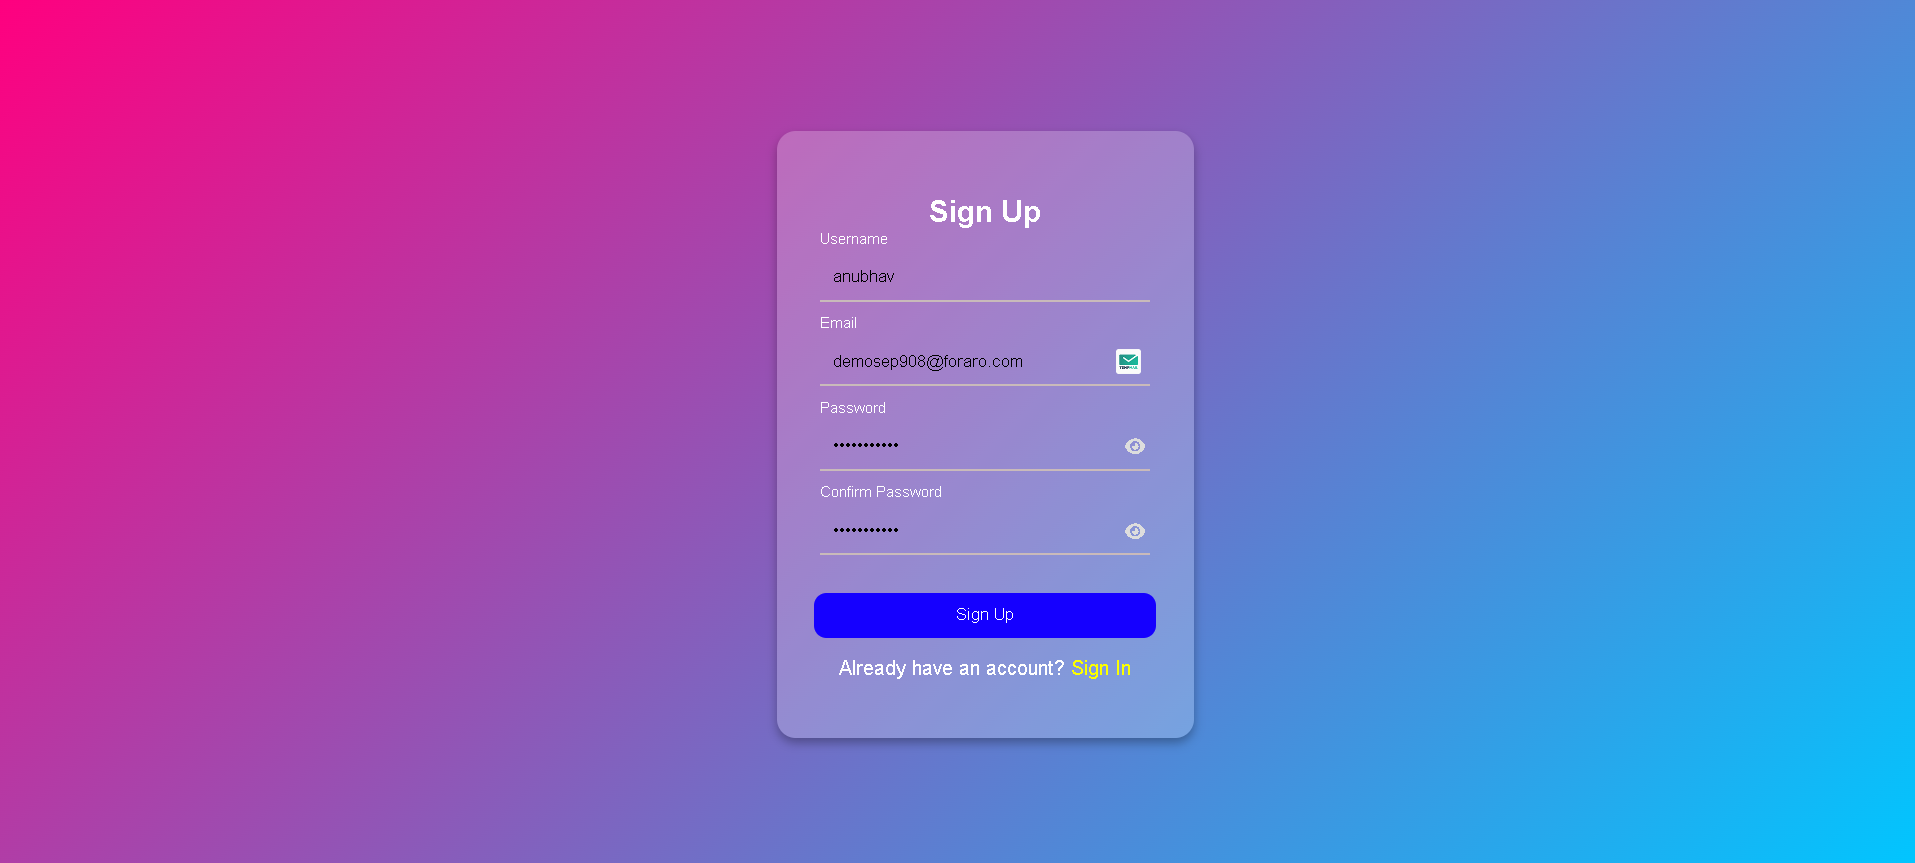 Sign Up
Username
anubhav
Email
demosep908@foraro.com
Password
•••••••••••
Confirm Password
•••••••••••
Sign Up
Already have an account? Sign In